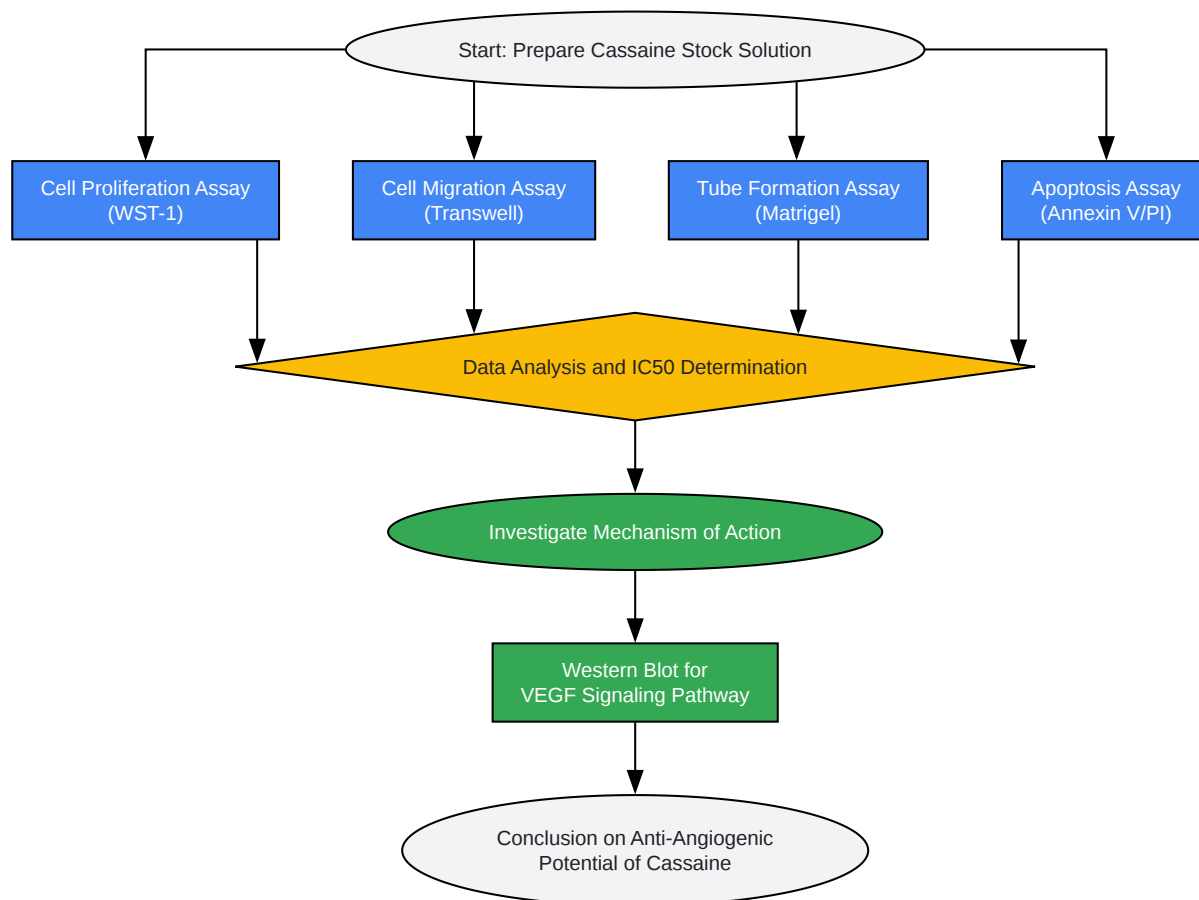 Start: Prepare Cassaine Stock Solution
Cell Proliferation Assay
(WST-1)
Cell Migration Assay
(Transwell)
Tube Formation Assay
(Matrigel)
Apoptosis Assay
(Annexin V/PI)
Data Analysis and IC50 Determination
Investigate Mechanism of Action
Western Blot for
VEGF Signaling Pathway
Conclusion on Anti-Angiogenic
Potential of Cassaine